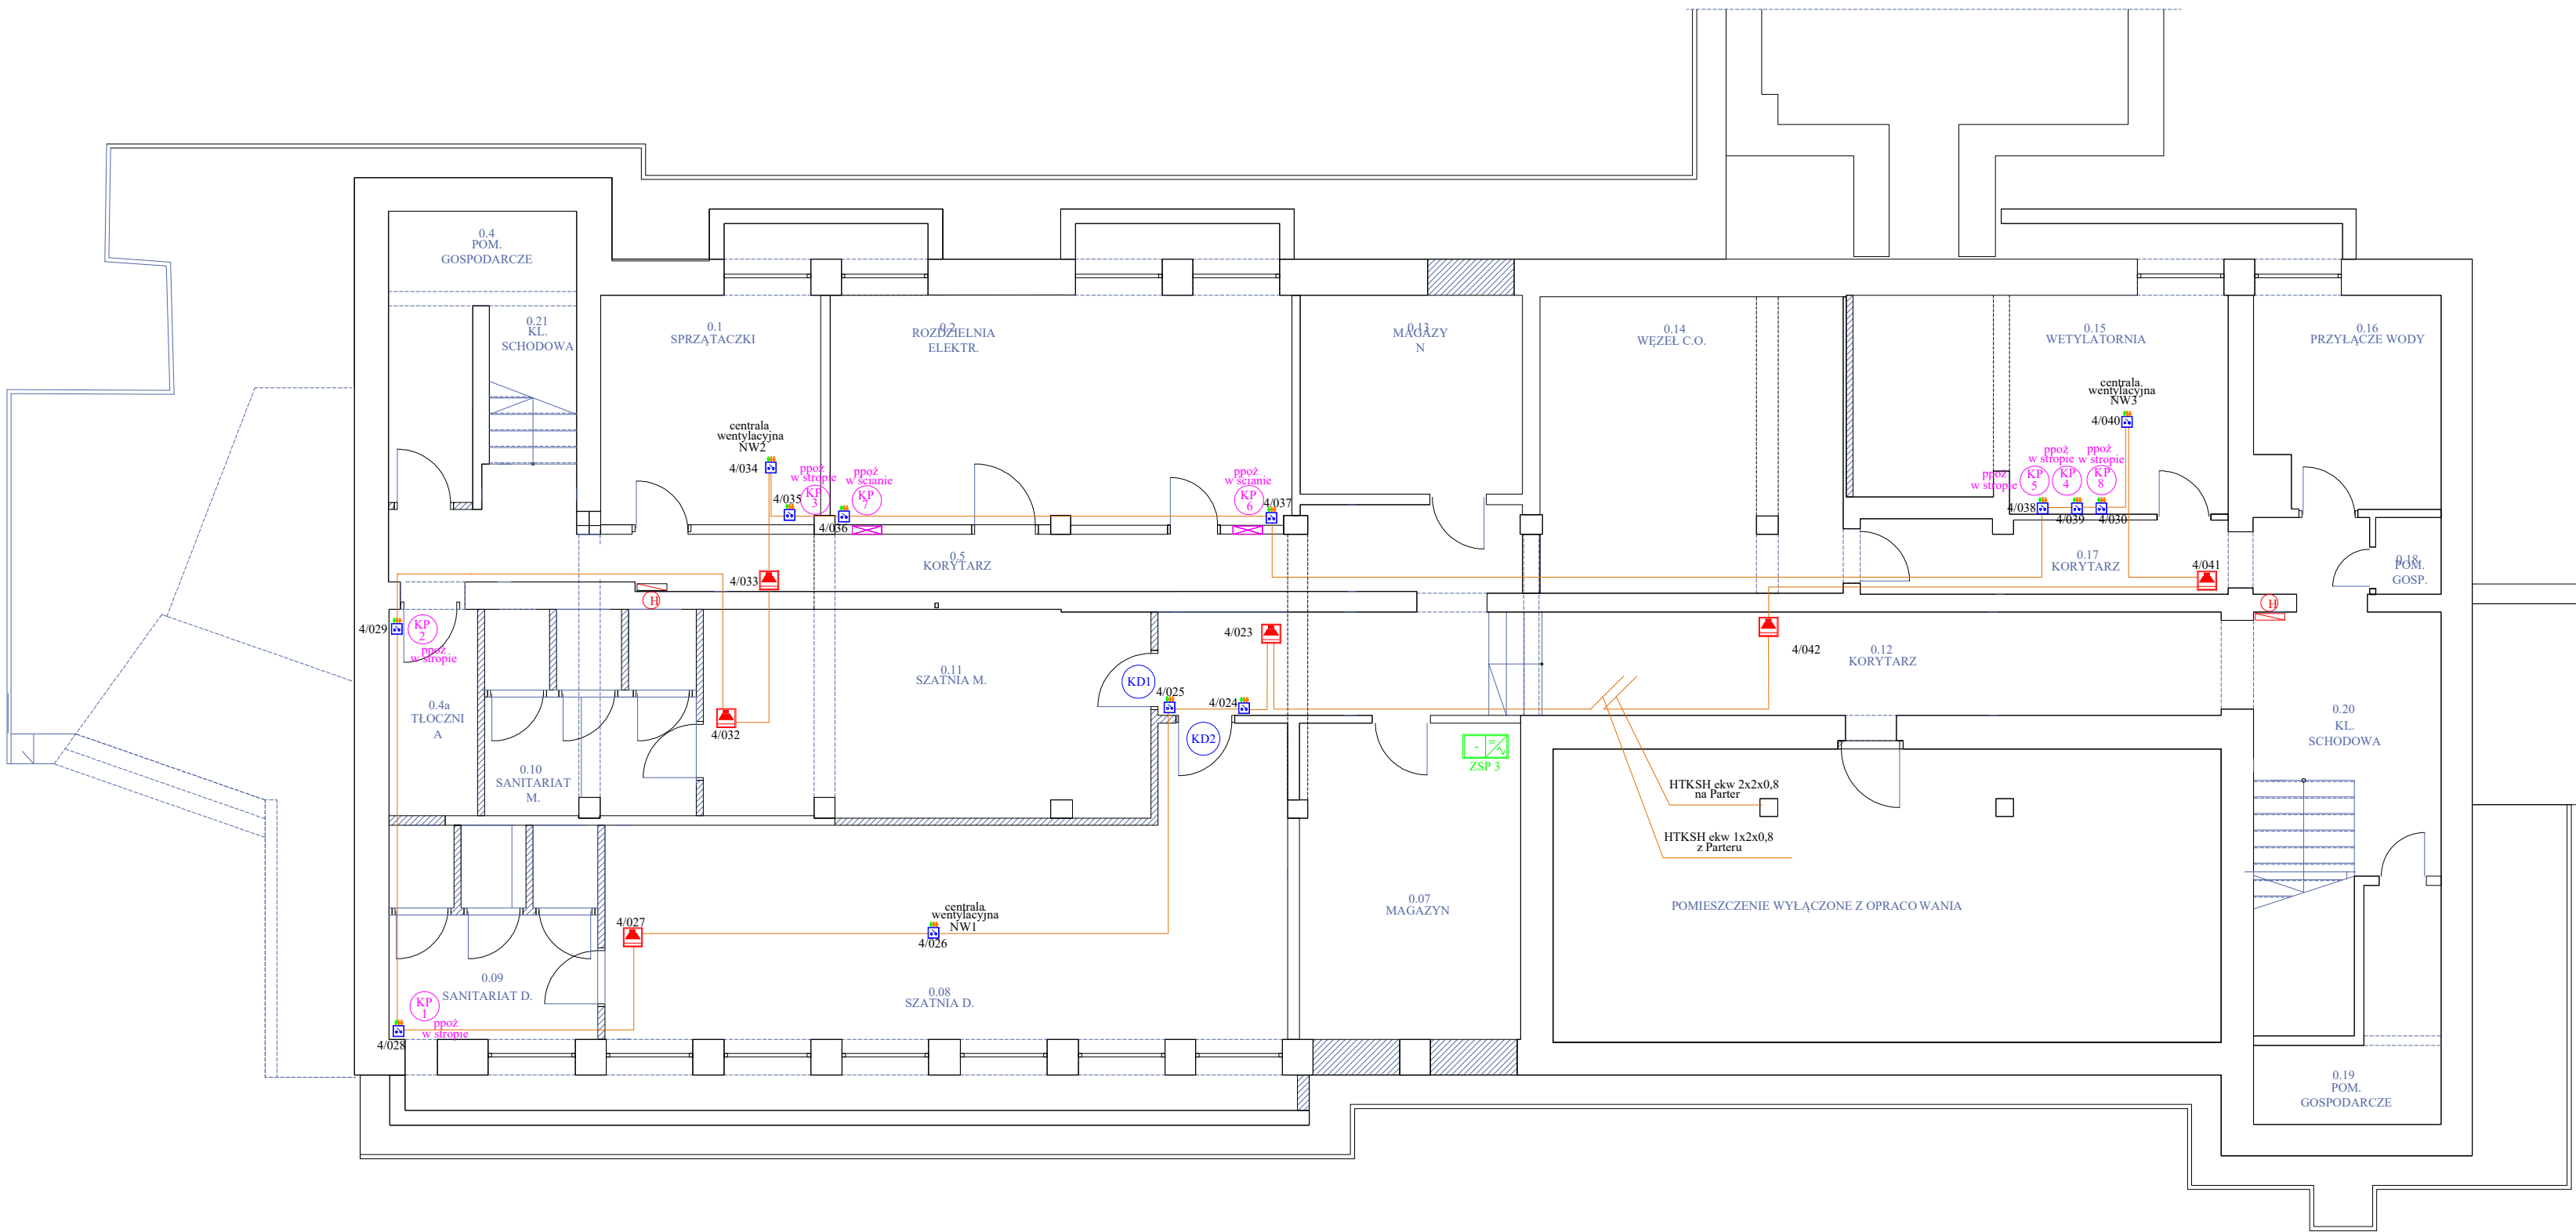 0.4
POM.
GOSPODARCZE
0.21
KL.
SCHODOWA
0.1
SPRZĄTACZKI
0.2
ROZDZIELNIA
ELEKTR.
0.13
MAGAZY
N
0.14
WĘZEŁ C.O.
0.15
WETYLATORNIA
0.16
PRZYŁĄCZE WODY
centrala
wentylacyjna
NW2
4/034
ppoż
w stropie
KP
3
4/035
ppoż
w ścianie
KP
7
4/036
ppoż
w ścianie
KP
6
4/037
centrala
wentylacyjna
NW3
4/040
ppoż
w stropie
KP
5
4/038
ppoż
w stropie
KP
4
4/039
ppoż
w stropie
KP
8
4/030
0.5
KORYTARZ
4/033
H
0.17
KORYTARZ
4/041
0.18
POM.
GOSP.
H
4/029
KP
2
ppoż
w stropie
0.4a
TŁOCZNI
A
0.10
SANITARIAT
M.
4/032
0.11
SZATNIA M.
KD1
4/025
4/023
4/024
KD2
4/042
0.12
KORYTARZ
0.20
KL.
SCHODOWA
- = ~
ZSP 3
HTKSH ekw 2x2x0,8
na Parter
HTKSH ekw 1x2x0,8
z Parteru
0.07
MAGAZYN
POMIESZCZENIE WYŁĄCZONE Z OPRACOWANIA
4/027
centrala
wentylacyjna
NW1
4/026
0.09
SANITARIAT D.
0.08
SZATNIA D.
KP
1
ppoż
w stropie
4/028
0.19
POM.
GOSPODARCZE